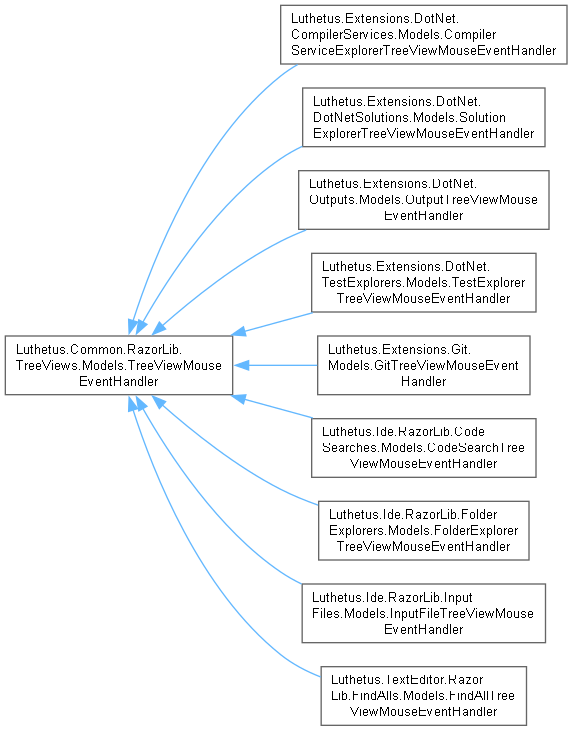 Luthetus.Extensions.DotNet.
CompilerServices.Models.Compiler
ServiceExplorerTreeViewMouseEventHandler
Luthetus.Extensions.DotNet.
DotNetSolutions.Models.Solution
ExplorerTreeViewMouseEventHandler
Luthetus.Extensions.DotNet.
Outputs.Models.OutputTreeViewMouse
EventHandler
Luthetus.Extensions.DotNet.
TestExplorers.Models.TestExplorer
TreeViewMouseEventHandler
Luthetus.Common.RazorLib.
TreeViews.Models.TreeViewMouse
EventHandler
Luthetus.Extensions.Git.
Models.GitTreeViewMouseEvent
Handler
Luthetus.Ide.RazorLib.Code
Searches.Models.CodeSearchTree
ViewMouseEventHandler
Luthetus.Ide.RazorLib.Folder
Explorers.Models.FolderExplorer
TreeViewMouseEventHandler
Luthetus.Ide.RazorLib.Input
Files.Models.InputFileTreeViewMouse
EventHandler
Luthetus.TextEditor.Razor
Lib.FindAlls.Models.FindAllTree
ViewMouseEventHandler